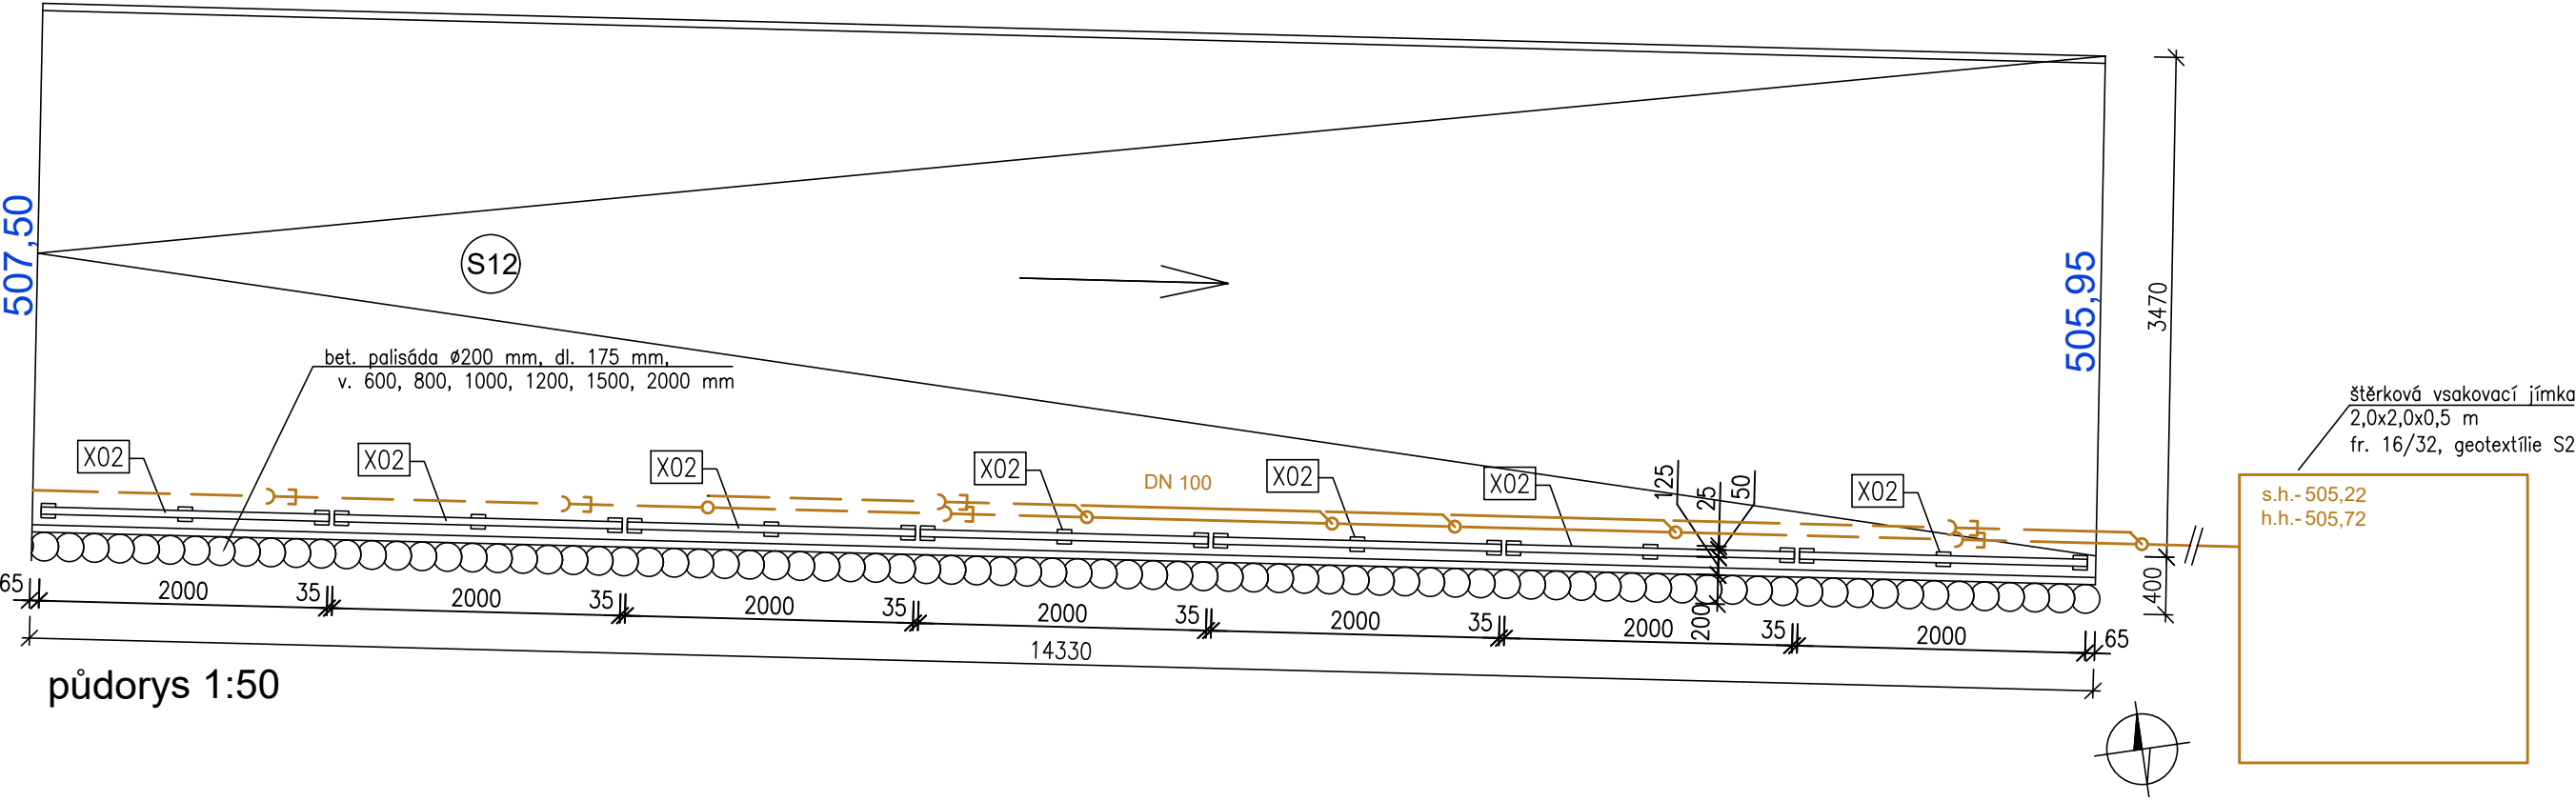 507,50
S12
505,95
3470
400
bet. palisáda ø200 mm, dl. 175 mm,
v. 600, 800, 1000, 1200, 1500, 2000 mm
štěrková vsakovací jímka
2,0x2,0x0,5 m
fr. 16/32, geotextílie S2
X02
X02
X02
X02
X02
X02
X02
DN 100
125
25
50
200
s.h.- 505,22
h.h.- 505,72
65
2000
35
2000
35
2000
35
2000
35
2000
35
2000
35
2000
65
14330
půdorys 1:50